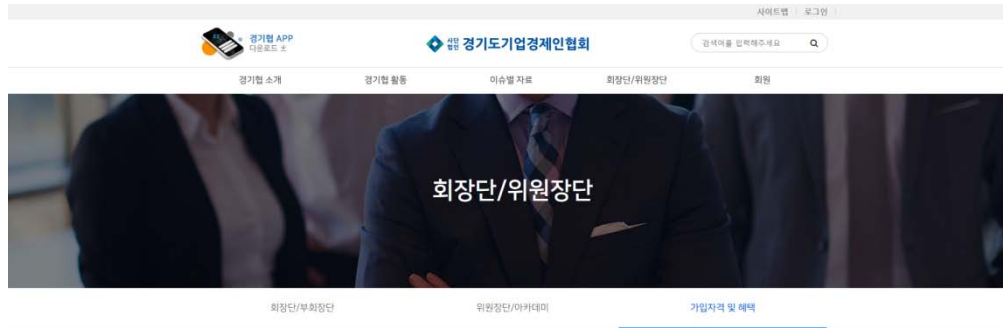 사이트맵 로그인
경기협 APP
다운로드
사단
법인 경기도기업경제인협회
검색어를 입력해주세요
경기협 소개 경기협 활동 이슈별 자료 회장단/위원장단 회원
회장단/위원장단
회장단/부회장단 위원장단/아카데미 가입자격 및 혜택